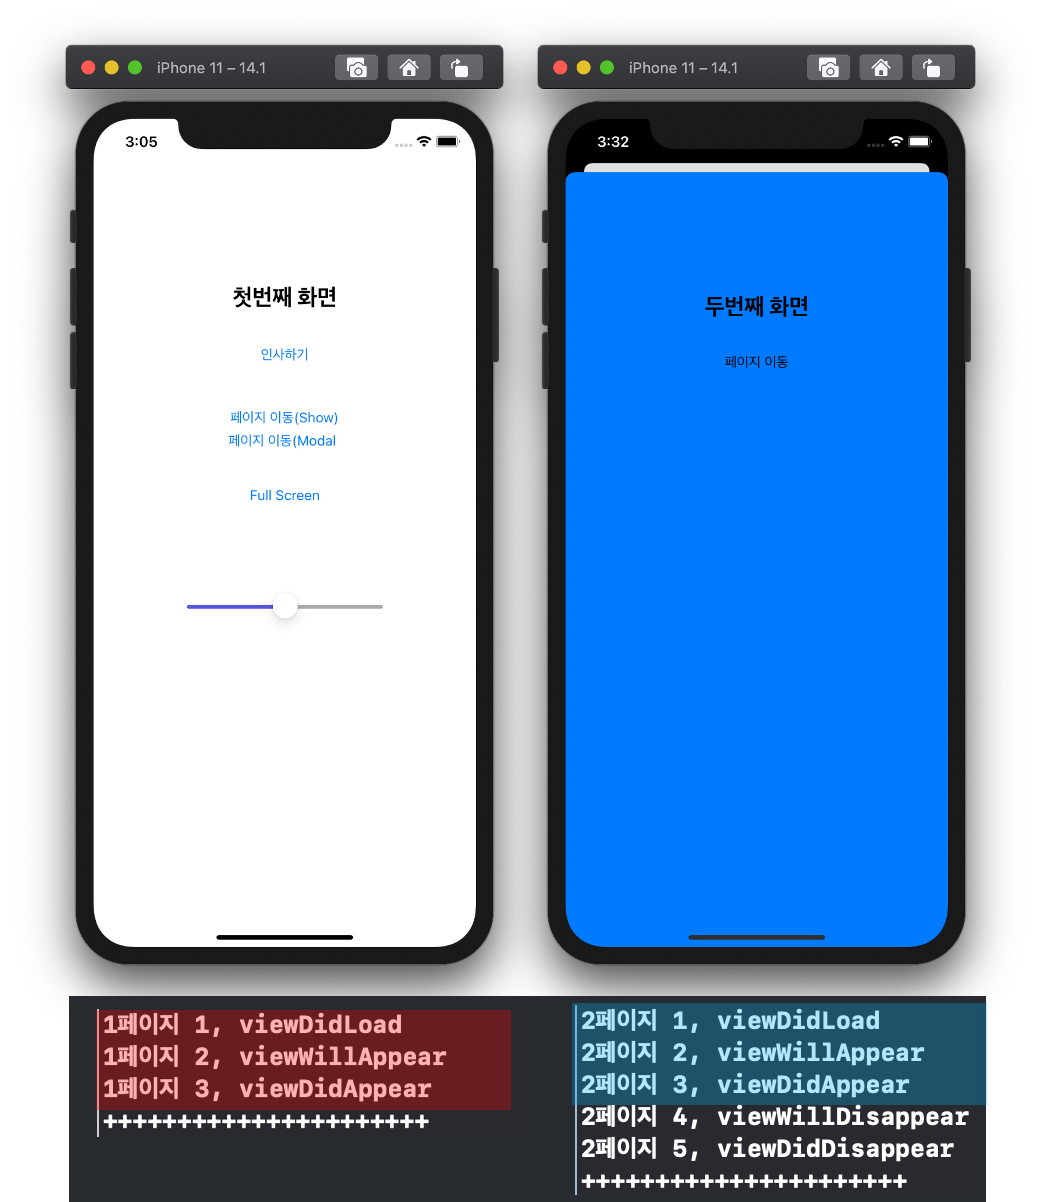 iPhone 11 – 14.1
3:05
첫번째 화면
인사하기
페이지 이동(Show)
페이지 이동(Modal
Full Screen
iPhone 11 – 14.1
3:32
두번째 화면
페이지 이동
1페이지 1, viewDidLoad
1페이지 2, viewWillAppear
1페이지 3, viewDidAppear
++++++++++++++++++++++
2페이지 1, viewDidLoad
2페이지 2, viewWillAppear
2페이지 3, viewDidAppear
2페이지 4, viewWillDisappear
2페이지 5, viewDidDisappear
++++++++++++++++++++++